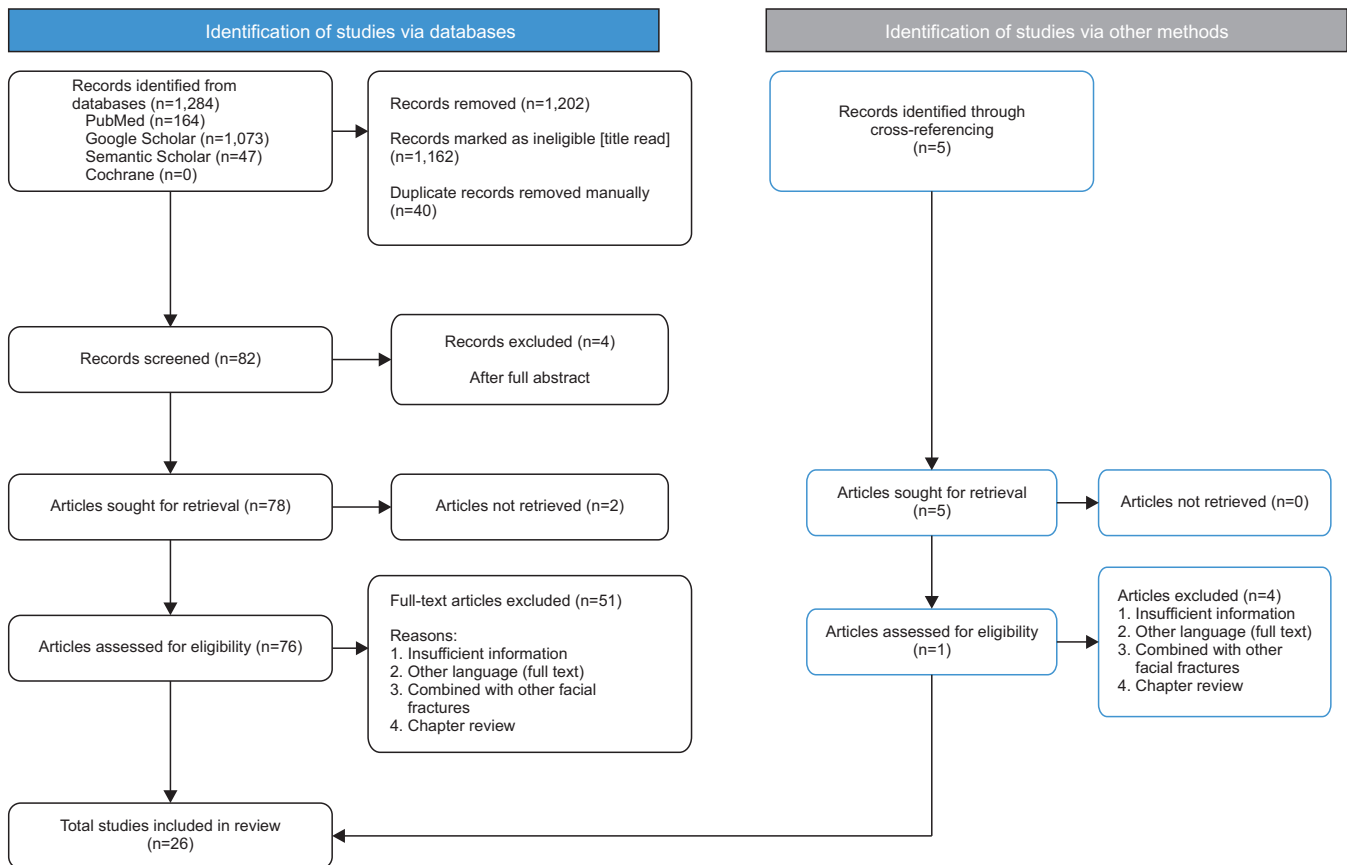 Identification of studies via databases
Identification of studies via other methods
Records identified from
databases (n=1,284)
PubMed (n=164)
Google Scholar (n=1,073)
Semantic Scholar (n=47)
Cochrane (n=0)
Records removed (n=1,202)
Records marked as ineligible [title read]
(n=1,162)
Duplicate records removed manually
(n=40)
Records identified through
cross-referencing
(n=5)
Records screened (n=82)
Records excluded (n=4)
After full abstract
Articles sought for retrieval (n=78)
Articles not retrieved (n=2)
Articles sought for retrieval
(n=5)
Articles not retrieved (n=0)
Articles assessed for eligibility (n=76)
Full-text articles excluded (n=51)
Reasons:
1. Insufficient information
2. Other language (full text)
3. Combined with other facial
fractures
4. Chapter review
Articles assessed for eligibility
(n=1)
Articles excluded (n=4)
1. Insufficient information
2. Other language (full text)
3. Combined with other
facial fractures
4. Chapter review
Total studies included in review
(n=26)